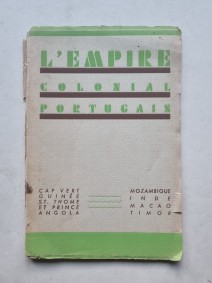 L'EMPIRE
COLONIAL
PORTUGAIS
CAP VERT
GUINÉE
ST. THOMÉ
ET PRINCE
ANGOLA
MOZAMBIQUE
INDE
MACAO
TIMOR